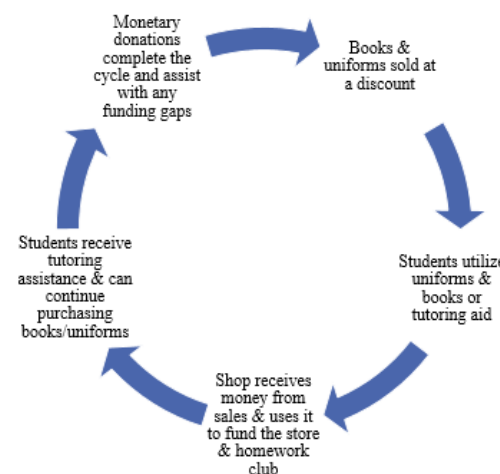 Monetary
donations
complete the
cycle and assist
with any
funding gaps
Books &
uniforms sold at
a discount
Students utilize
uniforms &
books or
tutoring aid
Shop receives
money from
sales & uses it
to fund the store
& homework
club
Students receive
tutoring
assistance & can
continue
purchasing
books/uniforms